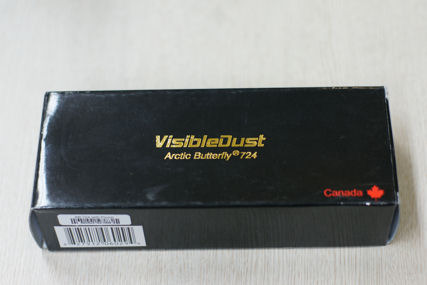 VisibleDust
Arctic Butterfly® 724
Canada